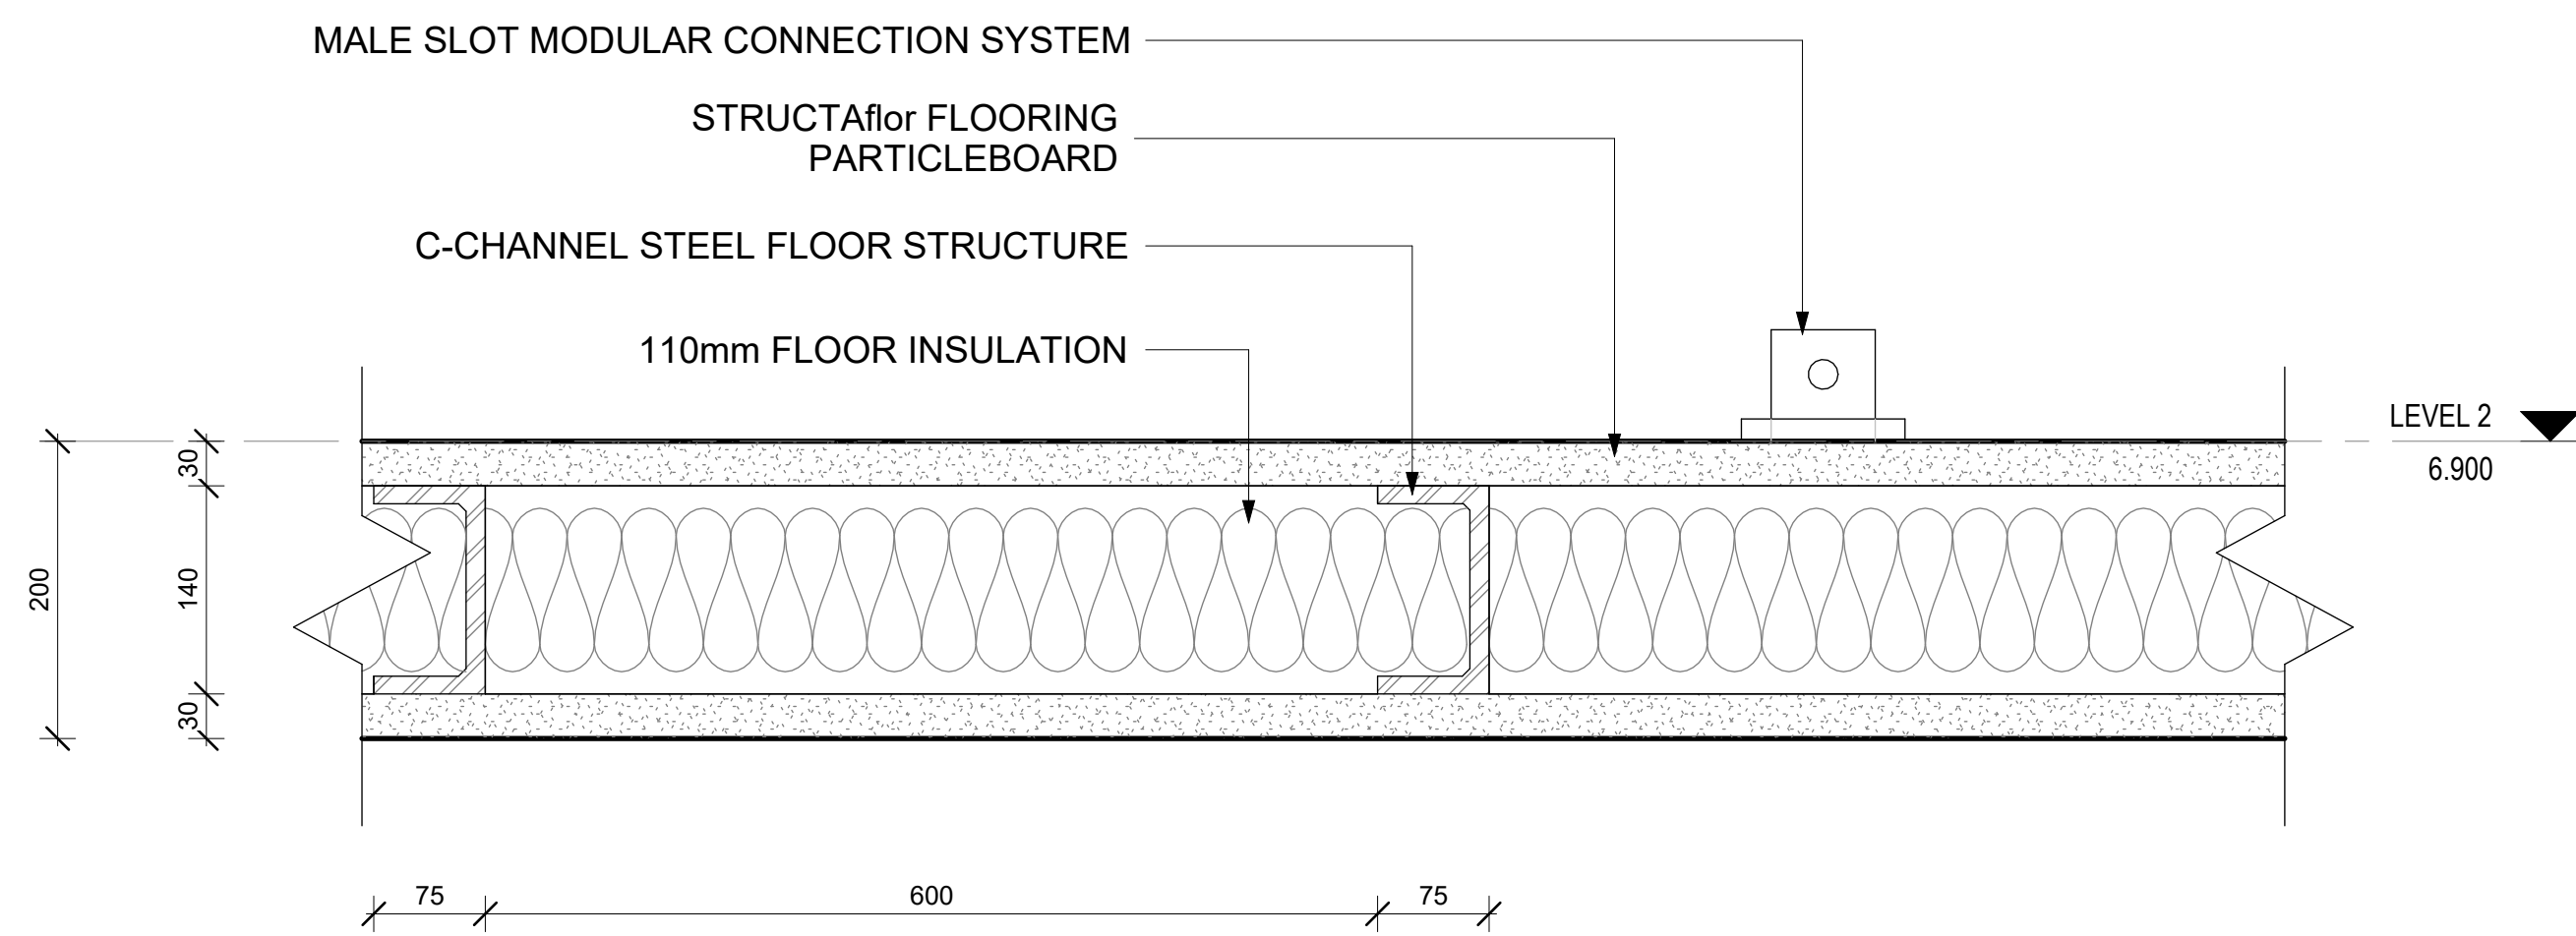 MALE SLOT MODULAR CONNECTION SYSTEM
STRUCTAflor FLOORING
PARTICLEBOARD
C-CHANNEL STEEL FLOOR STRUCTURE
110mm FLOOR INSULATION
LEVEL 2
6.900
30
200
140
30
75
600
75